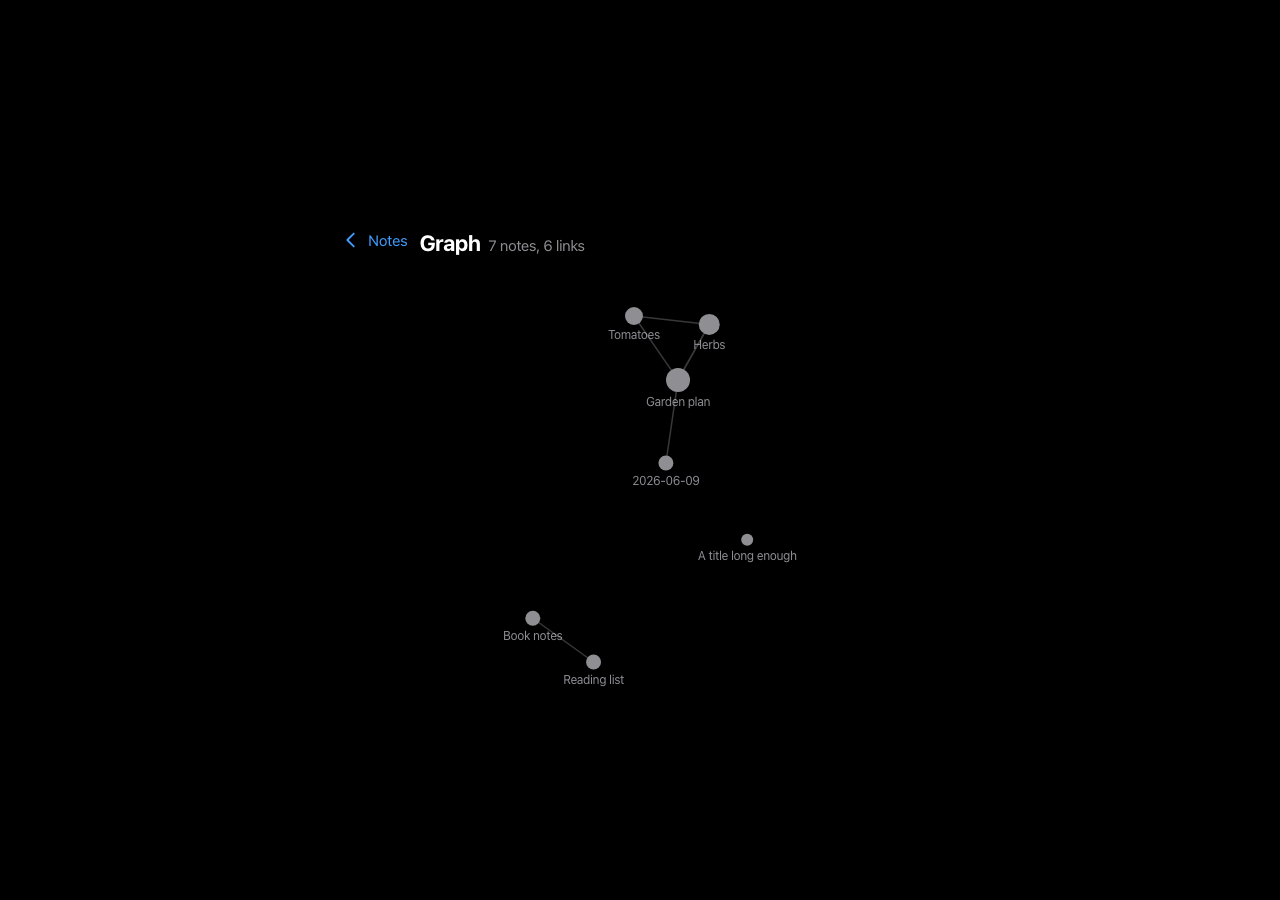 Notes
Graph 7 notes, 6 links
Tomatoes
Herbs
Garden plan
2026-06-09
A title long enough
Book notes
Reading list